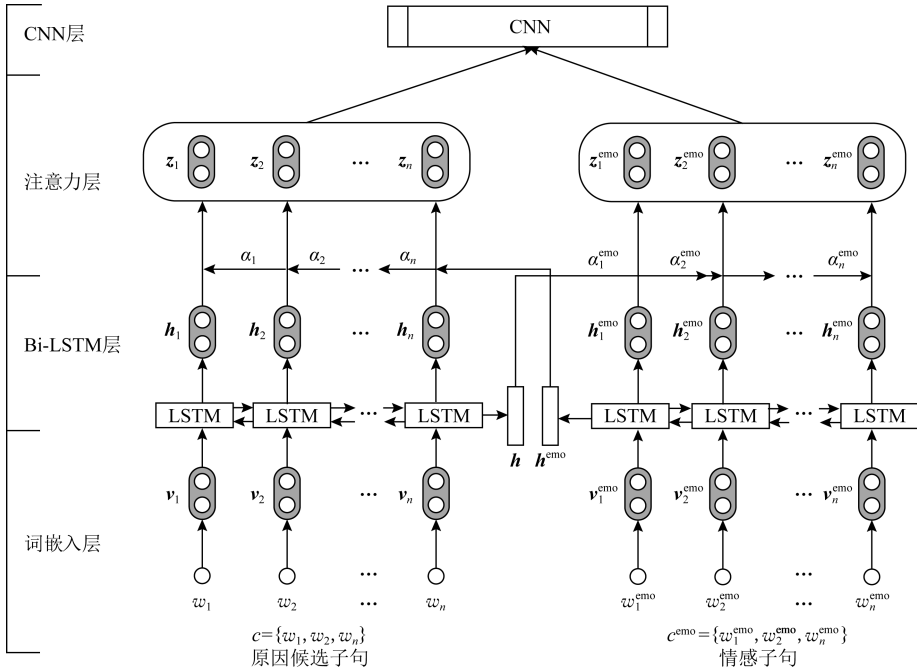 CNN层
CNN
注意力层
z₁ z₂ ... zₙ
z₁ᵉᵐᵒ z₂ᵉᵐᵒ ... zₙᵉᵐᵒ
α₁ α₂ ... αₙ
α₁ᵉᵐᵒ α₂ᵉᵐᵒ ... αₙᵉᵐᵒ
Bi-LSTM层
h₁ h₂ ... hₙ
h₁ᵉᵐᵒ h₂ᵉᵐᵒ ... hₙᵉᵐᵒ
LSTM LSTM ... LSTM
LSTM LSTM ... LSTM
h hᵉᵐᵒ
词嵌入层
v₁ v₂ ... vₙ
v₁ᵉᵐᵒ v₂ᵉᵐᵒ ... vₙᵉᵐᵒ
... ...
w₁ w₂ ... wₙ
w₁ᵉᵐᵒ w₂ᵉᵐᵒ ... wₙᵉᵐᵒ
c={w₁, w₂, wₙ}
原因候选子句
cᵉᵐᵒ={w₁ᵉᵐᵒ, w₂ᵉᵐᵒ, wₙᵉᵐᵒ}
情感子句